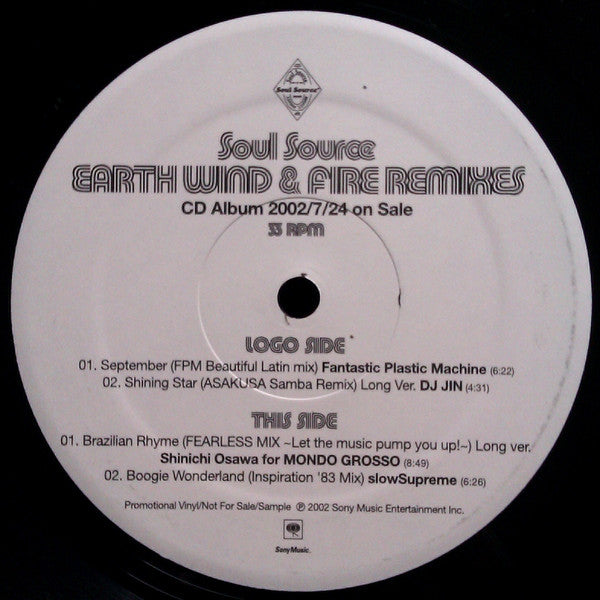 Soul Source
Soul Source
EARTH WIND & FIRE REMIXES
CD Album 2002/7/24 on Sale
33 RPM
LOGO SIDE
01. September (FPM Beautiful Latin mix) Fantastic Plastic Machine (6:22)
02. Shining Star (ASAKUSA Samba Remix) Long Ver. DJ JIN (4:31)
THIS SIDE
01. Brazilian Rhyme (FEARLESS MIX ~Let the music pump you up!~) Long ver.
Shinichi Osawa for MONDO GROSSO (8:49)
02. Boogie Wonderland (Inspiration '83 Mix) slowSupreme (6:26)
Promotional Vinyl/Not For Sale/Sample ℗ 2002 Sony Music Entertainment Inc.
Sony Music.